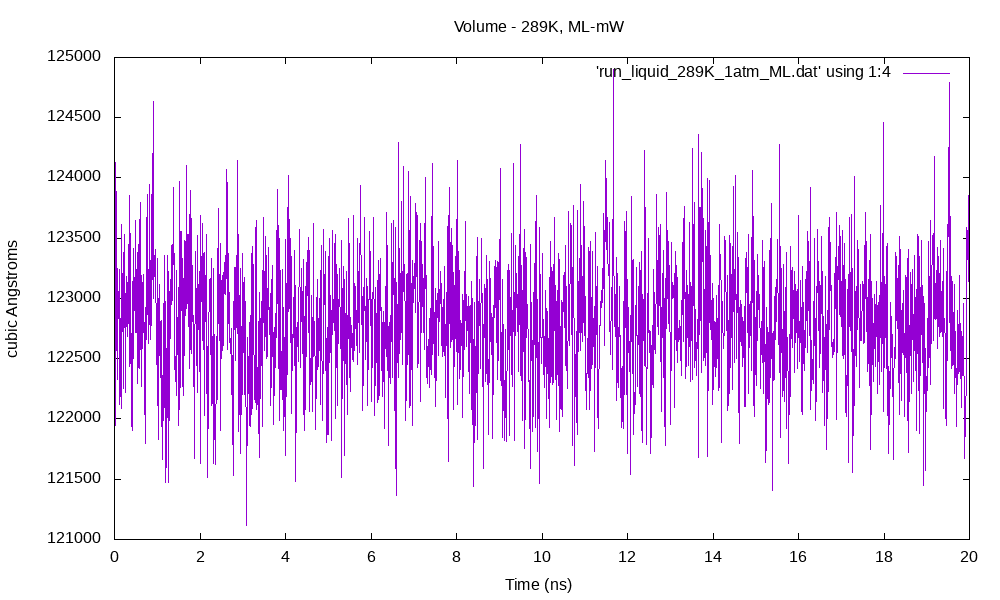 Volume - 289K, ML-mW
'run_liquid_289K_1atm_ML.dat' using 1:4
125000
124500
124000
123500
123000
122500
122000
121500
121000
cubic Angstroms
0 2 4 6 8 10 12 14 16 18 20
Time (ns)